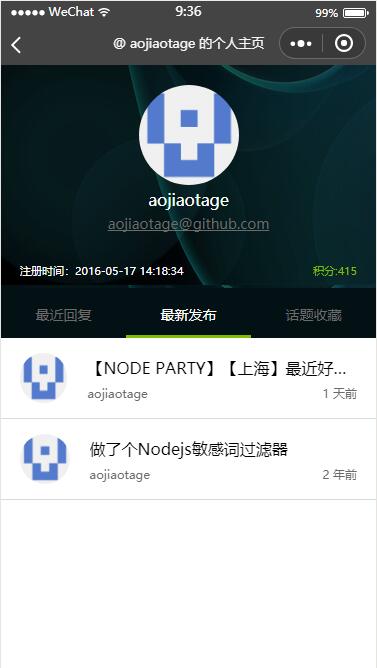 WeChat 9:36 99%
@ aojiaotage 的个人主页
aojiaotage
aojiaotage@github.com
注册时间：2016-05-17 14:18:34 积分:415
最近回复 最新发布 话题收藏
【NODE PARTY】【上海】最近好...
aojiaotage 1 天前
做了个Nodejs敏感词过滤器
aojiaotage 2 年前